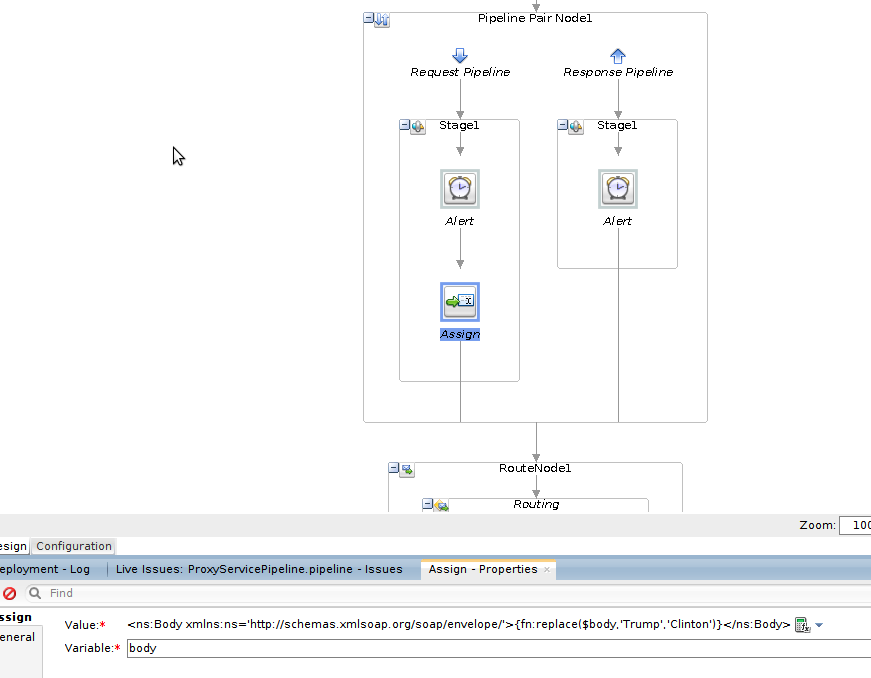 Pipeline Pair Node1
Request Pipeline
Response Pipeline
Stage1
Stage1
Alert
Alert
Assign
RouteNode1
Routing
Zoom: 100
esign Configuration
eployment - Log Live Issues: ProxyServicePipeline.pipeline - Issues Assign - Properties ×
Find
ssign
eneral
Value:* <ns:Body xmlns:ns='http://schemas.xmlsoap.org/soap/envelope/'>{fn:replace($body,'Trump','Clinton')}</ns:Body>
Variable:* body